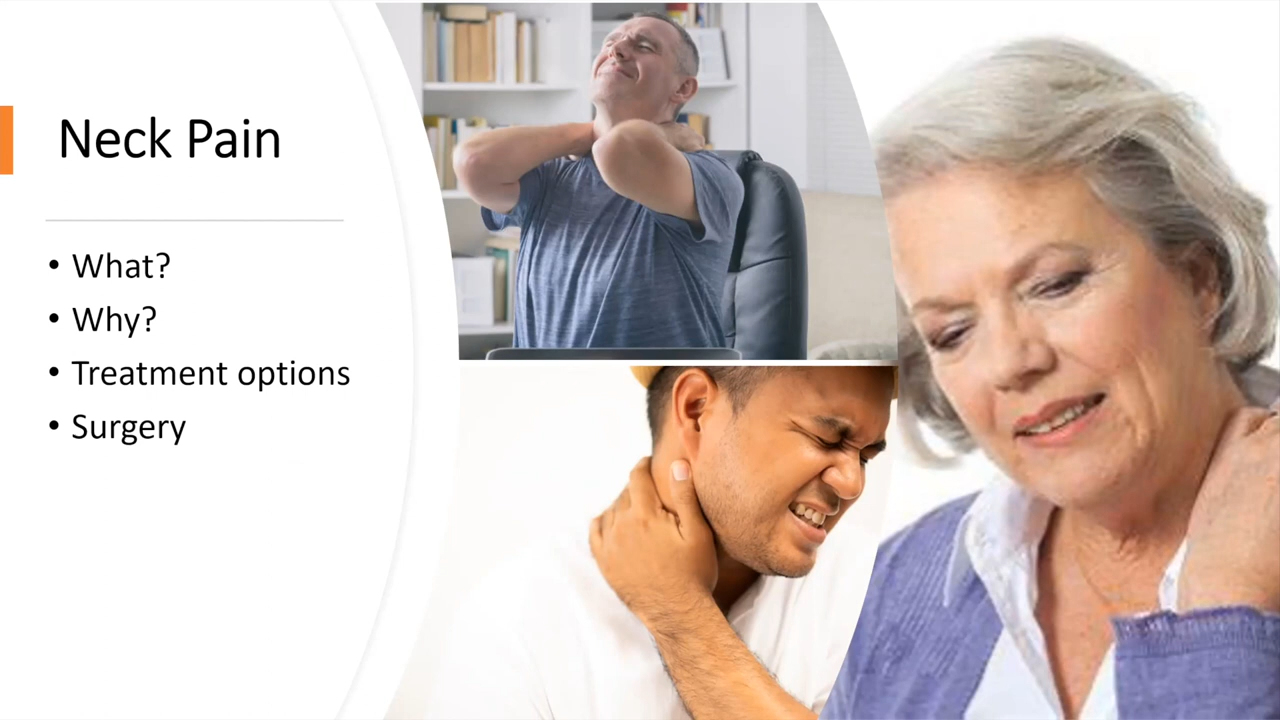 Neck Pain
• What?
• Why?
• Treatment options
• Surgery